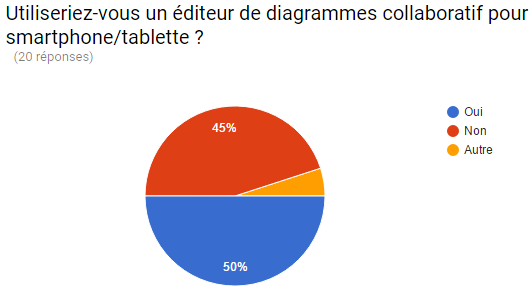 Utiliseriez-vous un éditeur de diagrammes collaboratif pour
smartphone/tablette ?
(20 réponses)
Oui
Non
Autre
45%
50%